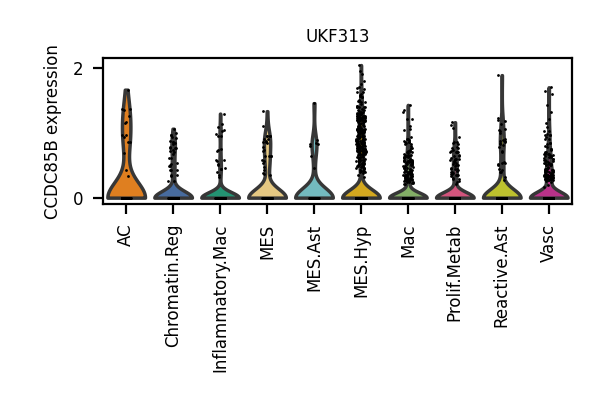 UKF313
CCDC85B expression
2
0
AC
Chromatin.Reg
Inflammatory.Mac
MES
MES.Ast
MES.Hyp
Mac
Prolif.Metab
Reactive.Ast
Vasc